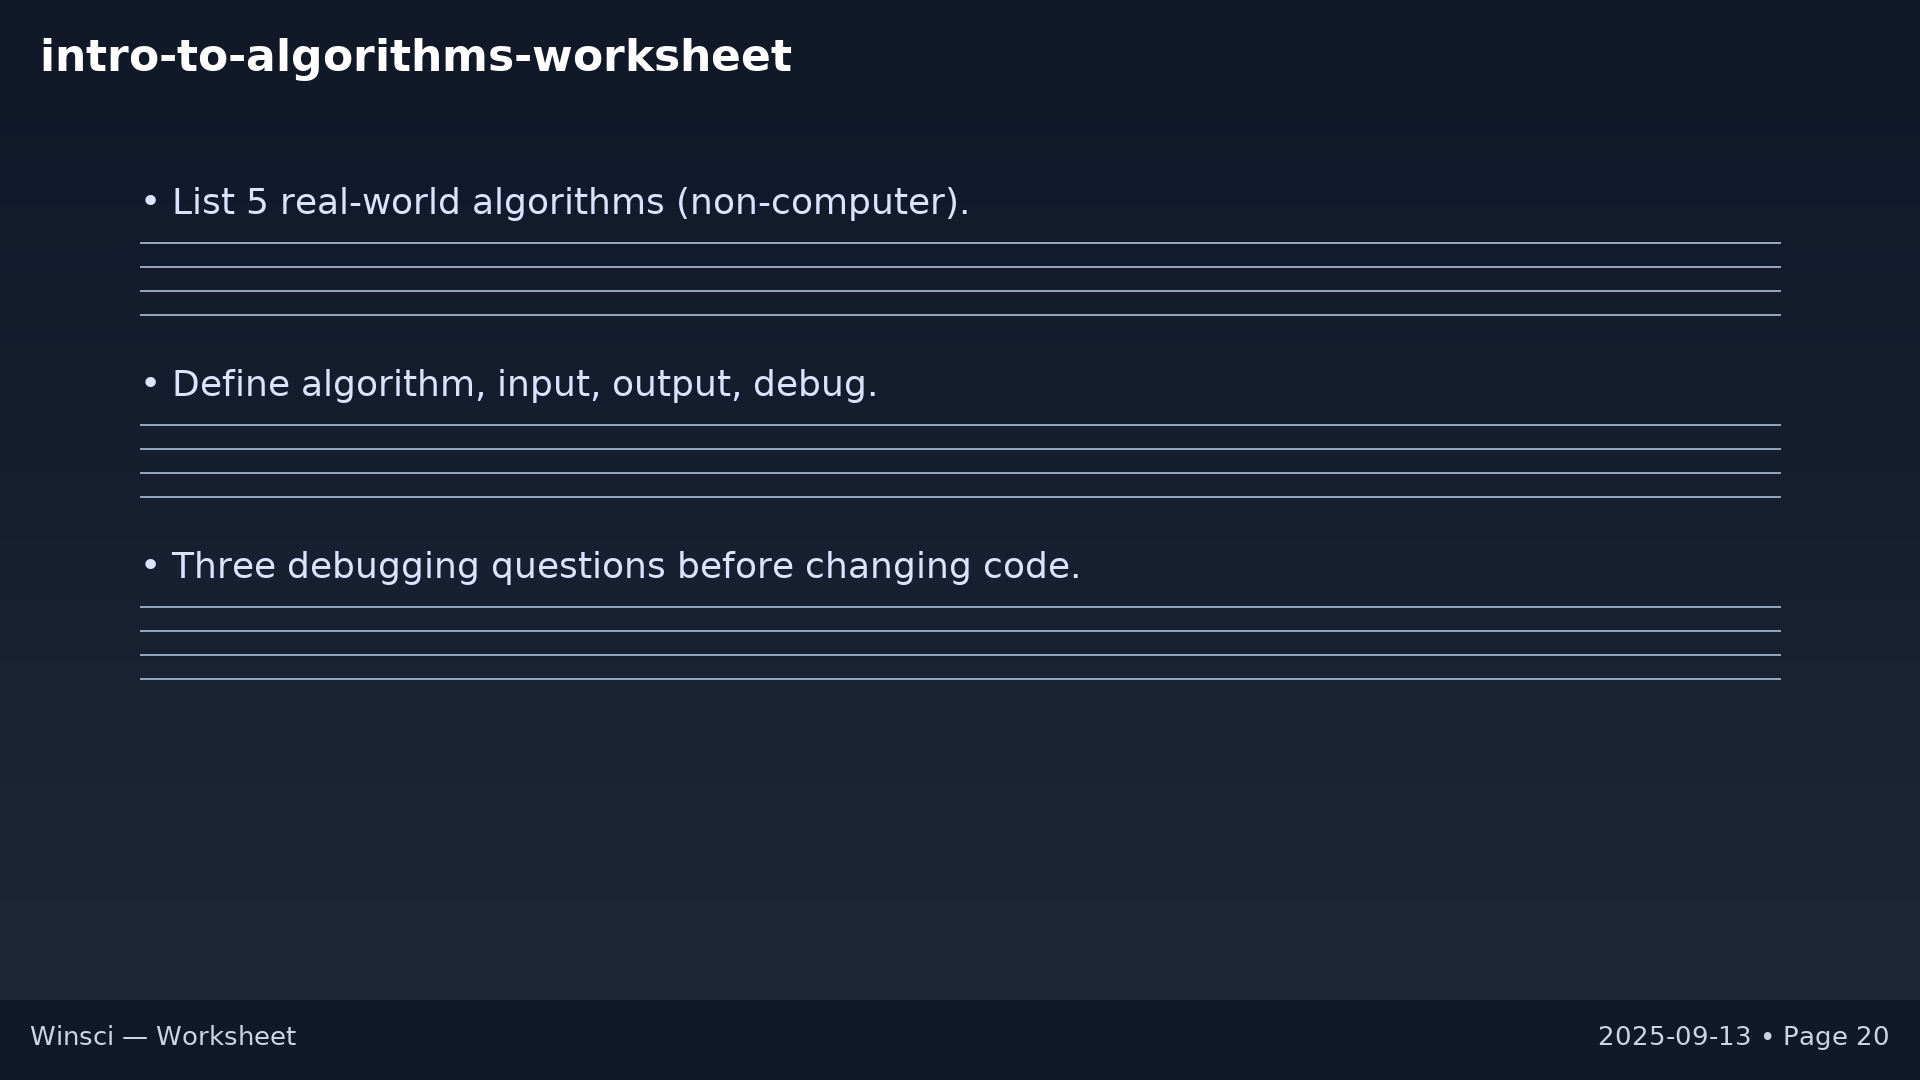 intro-to-algorithms-worksheet
• List 5 real-world algorithms (non-computer).
• Define algorithm, input, output, debug.
• Three debugging questions before changing code.
Winsci — Worksheet
2025-09-13 • Page 20